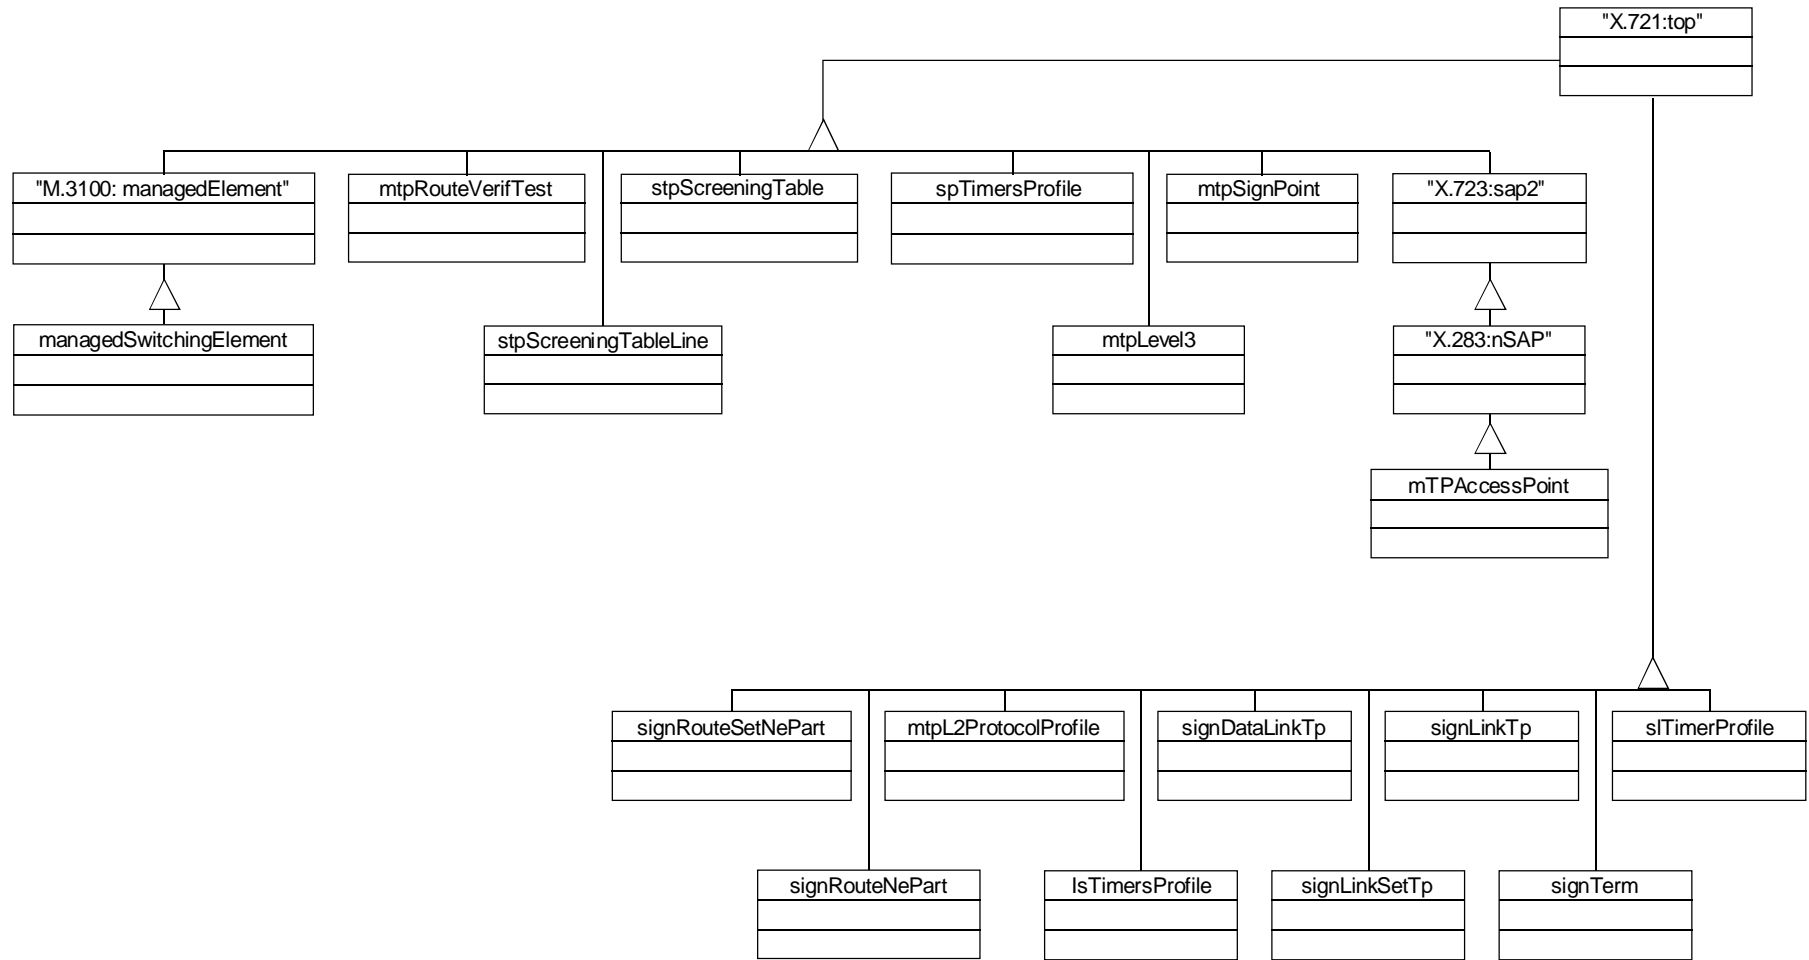 "X.721:top"
"M.3100: managedElement"
mtpRouteVerifTest
stpScreeningTable
spTimersProfile
mtpSignPoint
"X.723:sap2"
managedSwitchingElement
stpScreeningTableLine
mtpLevel3
"X.283:nSAP"
mTPAccessPoint
signRouteSetNePart
mtpL2ProtocolProfile
signDataLinkTp
signLinkTp
slTimerProfile
signRouteNePart
lsTimersProfile
signLinkSetTp
signTerm